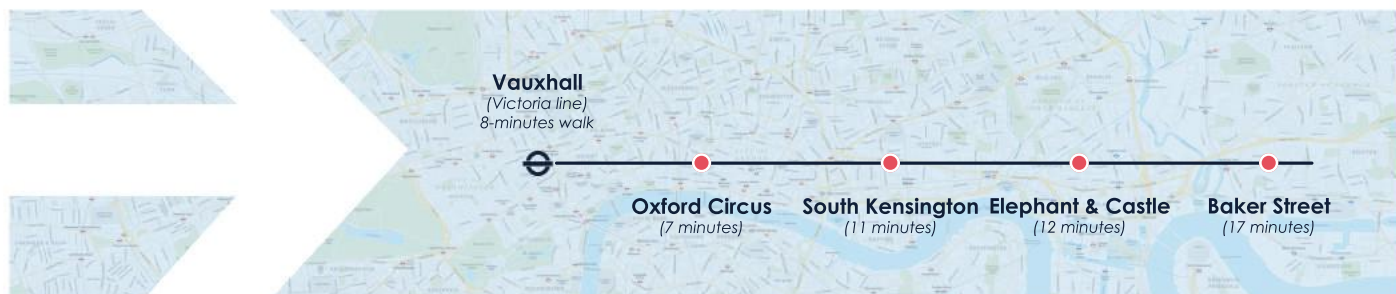 Vauxhall
(Victoria line)
8-minutes walk
Oxford Circus
(7 minutes)
South Kensington
(11 minutes)
Elephant & Castle
(12 minutes)
Baker Street
(17 minutes)